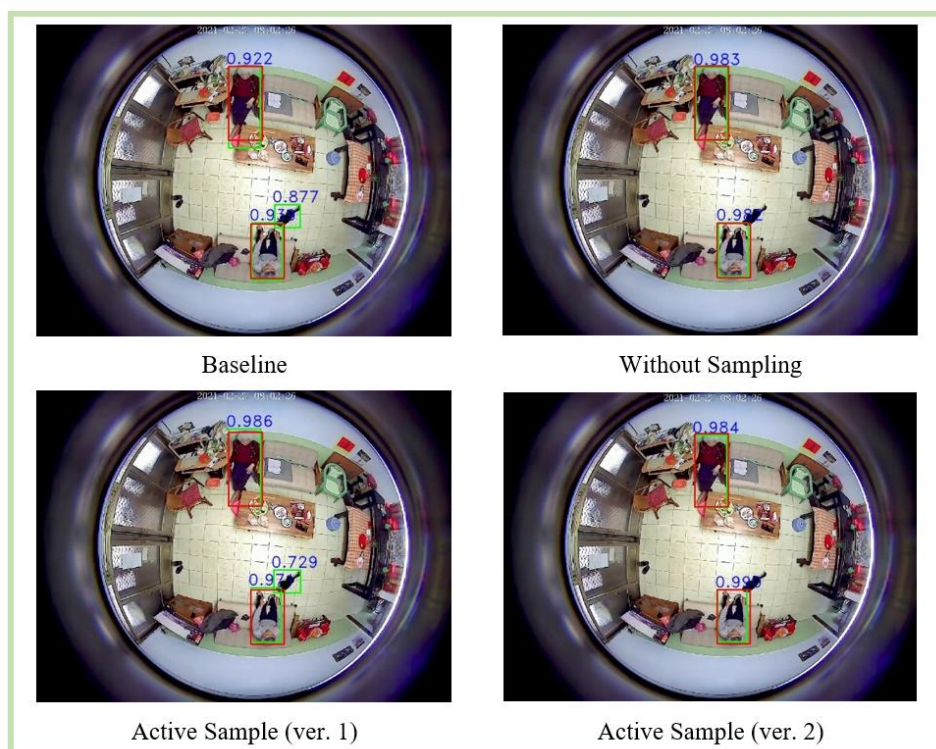 0.922
0.877
Baseline
0.983
Without Sampling
0.986
0.729
Active Sample (ver. 1)
0.984
Active Sample (ver. 2)